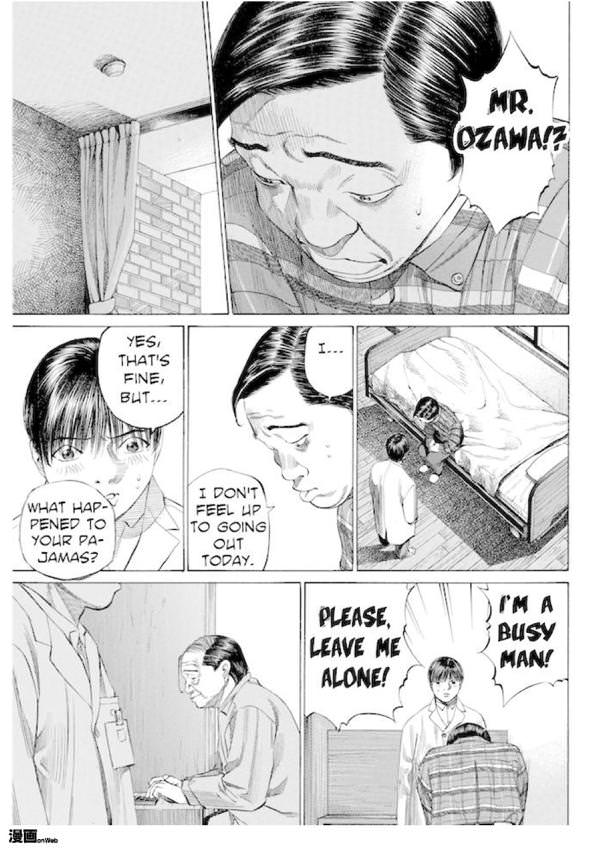 MR.
OZAWA!?
I...
I DON'T
FEEL UP
TO GOING
OUT
TODAY.
YES,
THAT'S
FINE,
BUT...
WHAT HAP-
PENED TO
YOUR PA-
JAMAS?
I'M A
BUSY
MAN!
PLEASE,
LEAVE ME
ALONE!
漫画onWeb